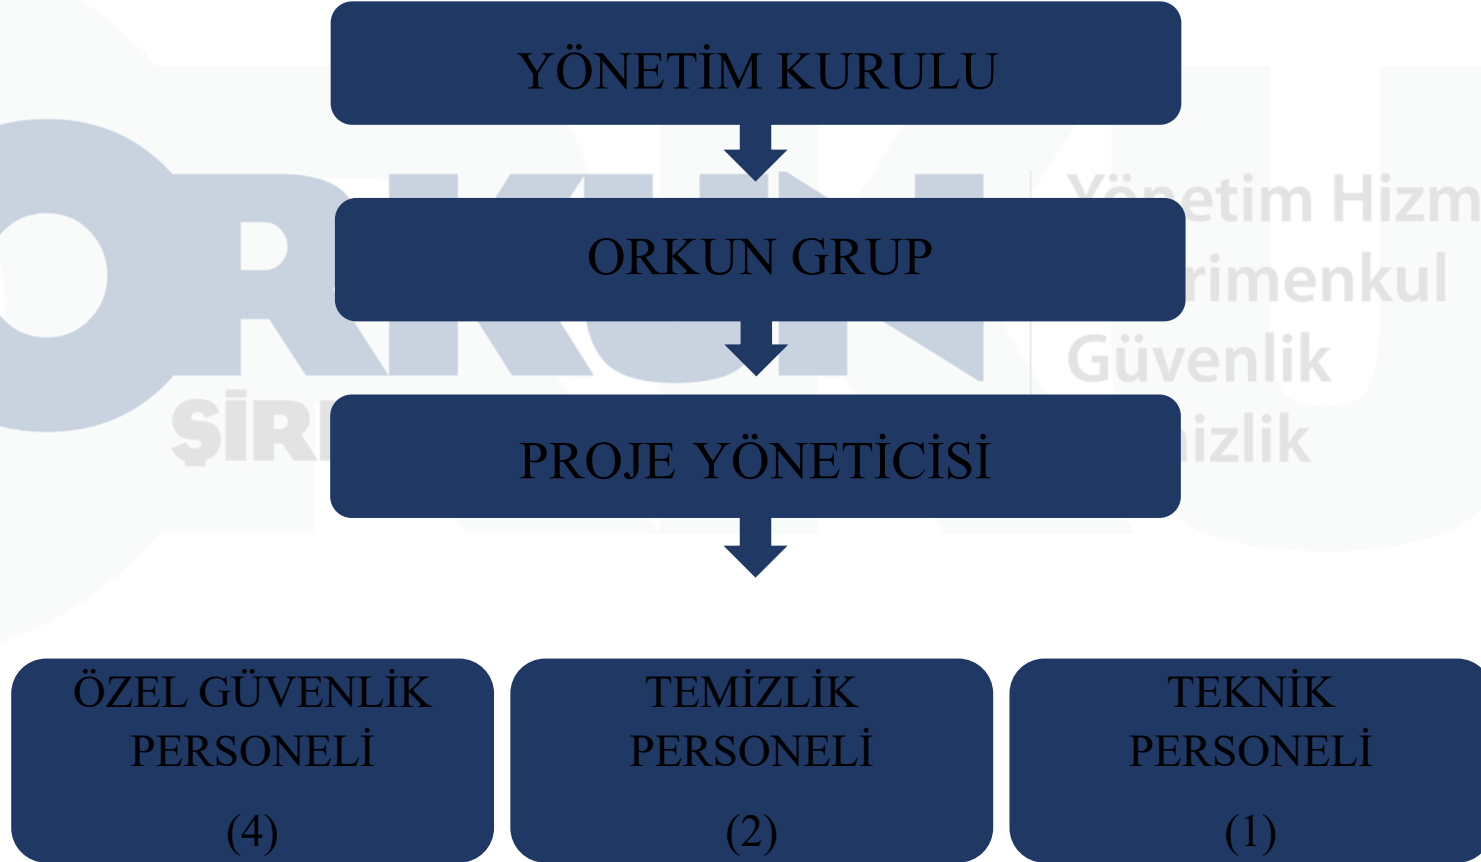 YÖNETİM KURULU
ORKUN GRUP
Güvenlik
PROJE YÖNETİCİSİ
ÖZEL GÜVENLİK
PERSONELİ
(4)
TEMİZLİK
PERSONELİ
(2)
TEKNİK
PERSONELİ
(1)